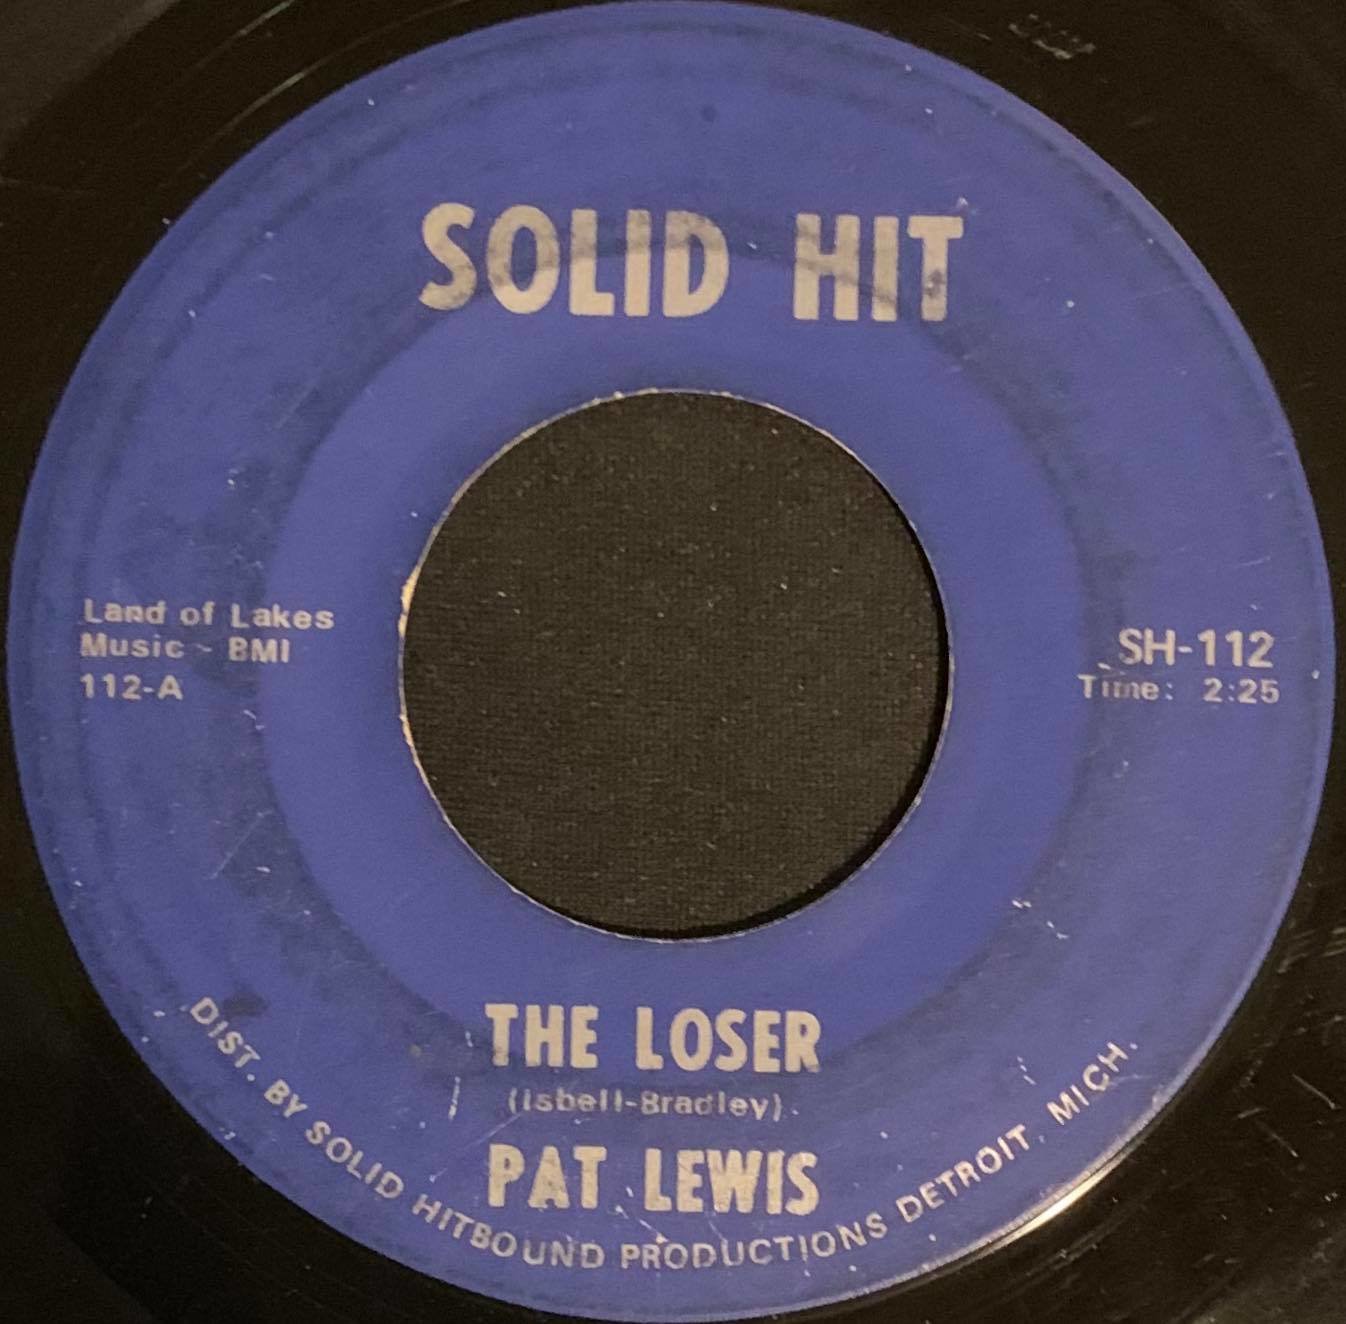 SOLID HIT
Land of Lakes
Music - BMI
112-A
SH-112
Time: 2:25
THE LOSER
(Isbell-Bradley)
PAT LEWIS
DIST. BY SOLID HITBOUND PRODUCTIONS DETROIT, MICH.